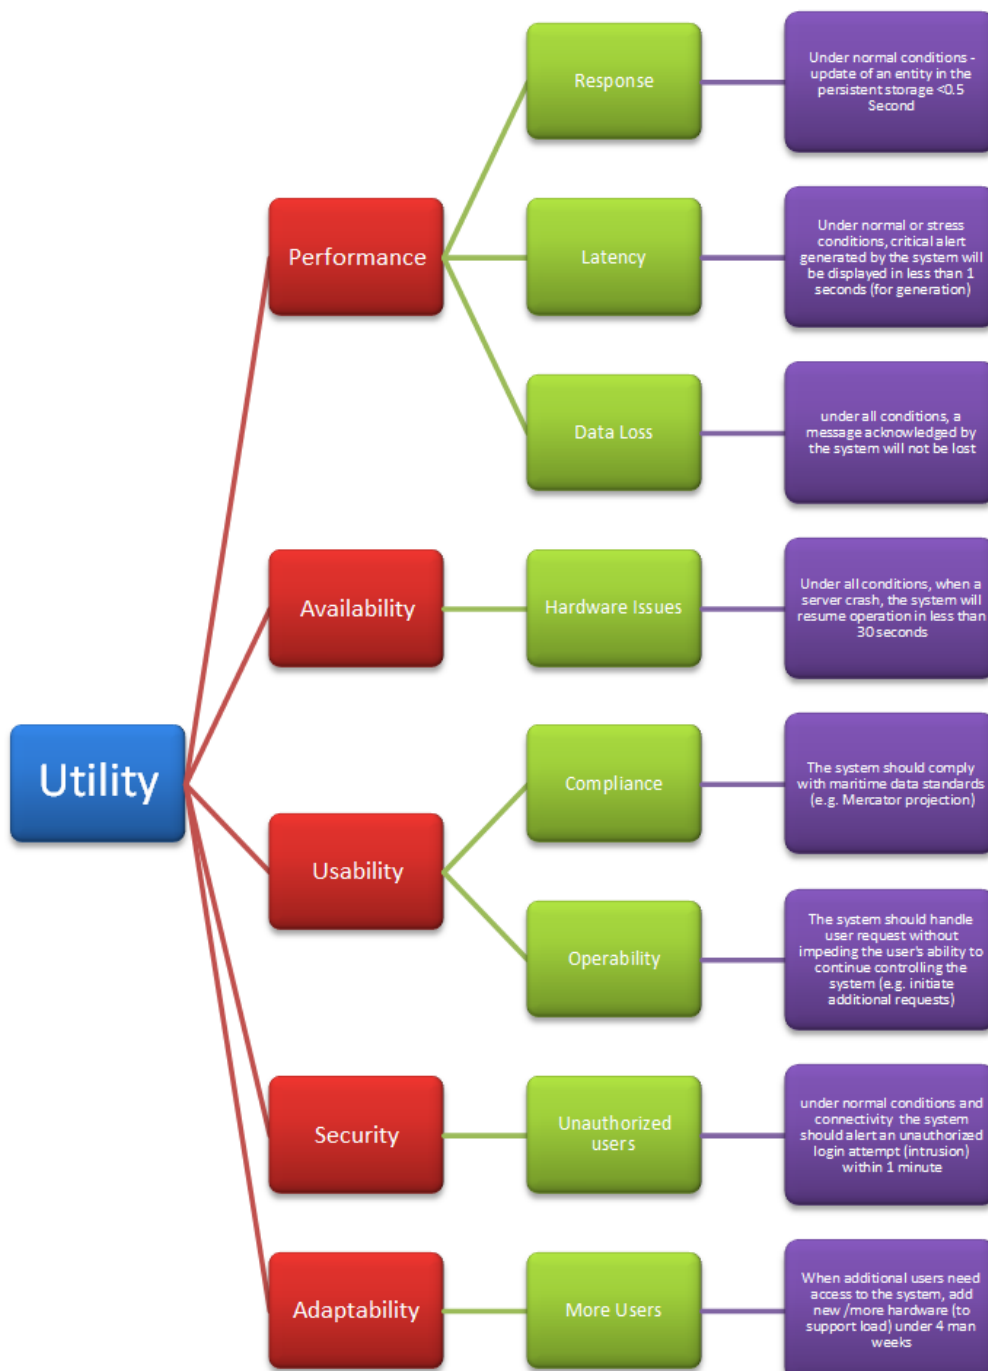 Utility
Performance
Response
Under normal conditions -
update of an entity in the
persistent storage <0.5
Second
Latency
Under normal or stress
conditions, critical alert
generated by the system will
be displayed in less than 1
seconds (for generation)
Data Loss
under all conditions, a
message acknowledged by
the system will not be lost
Availability
Hardware Issues
Under all conditions, when a
server crash, the system will
resume operation in less than
30 seconds
Usability
Compliance
The system should comply
with maritime data standards
(e.g. Mercator projection)
Operability
The system should handle
user request without
impeding the user's ability to
continue controlling the
system (e.g. initiate
additional requests)
Security
Unauthorized
users
under normal conditions and
connectivity the system
should alert an unauthorized
login attempt (intrusion)
within 1 minute
Adaptability
More Users
When additional users need
access to the system, add
new /more hardware (to
support load) under 4 man
weeks